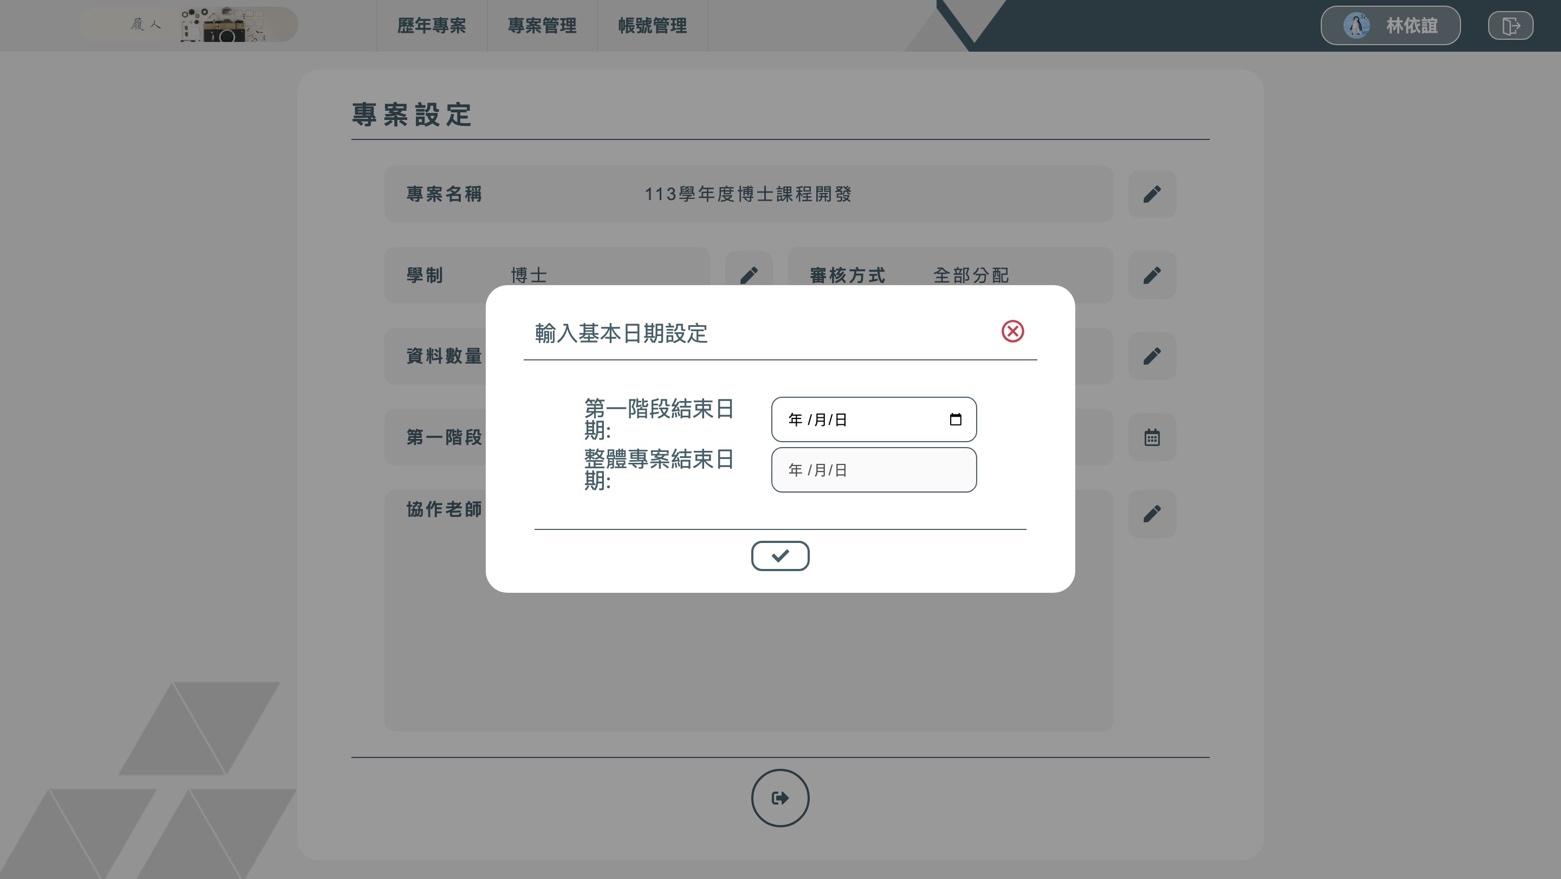 履人
歷年專案
專案管理
帳號管理
林依誼
專案設定
專案名稱 113學年度博士課程開發
學制 博士
審核方式 全部分配
資料數量
第一階段
協作老師
輸入基本日期設定
第一階段結束日
期:
年 /月/日
整體專案結束日
期:
年 /月/日